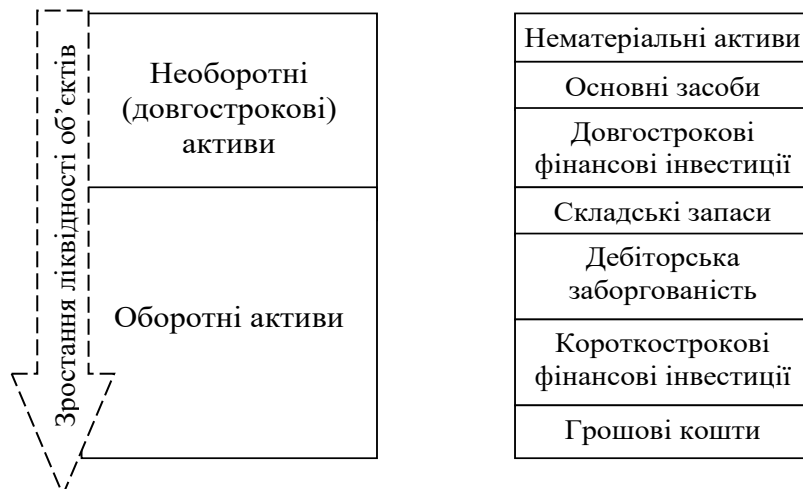 Зростання ліквідності об’єктів
Необоротні
(довгострокові)
активи
Оборотні активи
Нематеріальні активи
Основні засоби
Довгострокові
фінансові інвестиції
Складські запаси
Дебіторська
заборгованість
Короткострокові
фінансові інвестиції
Грошові кошти